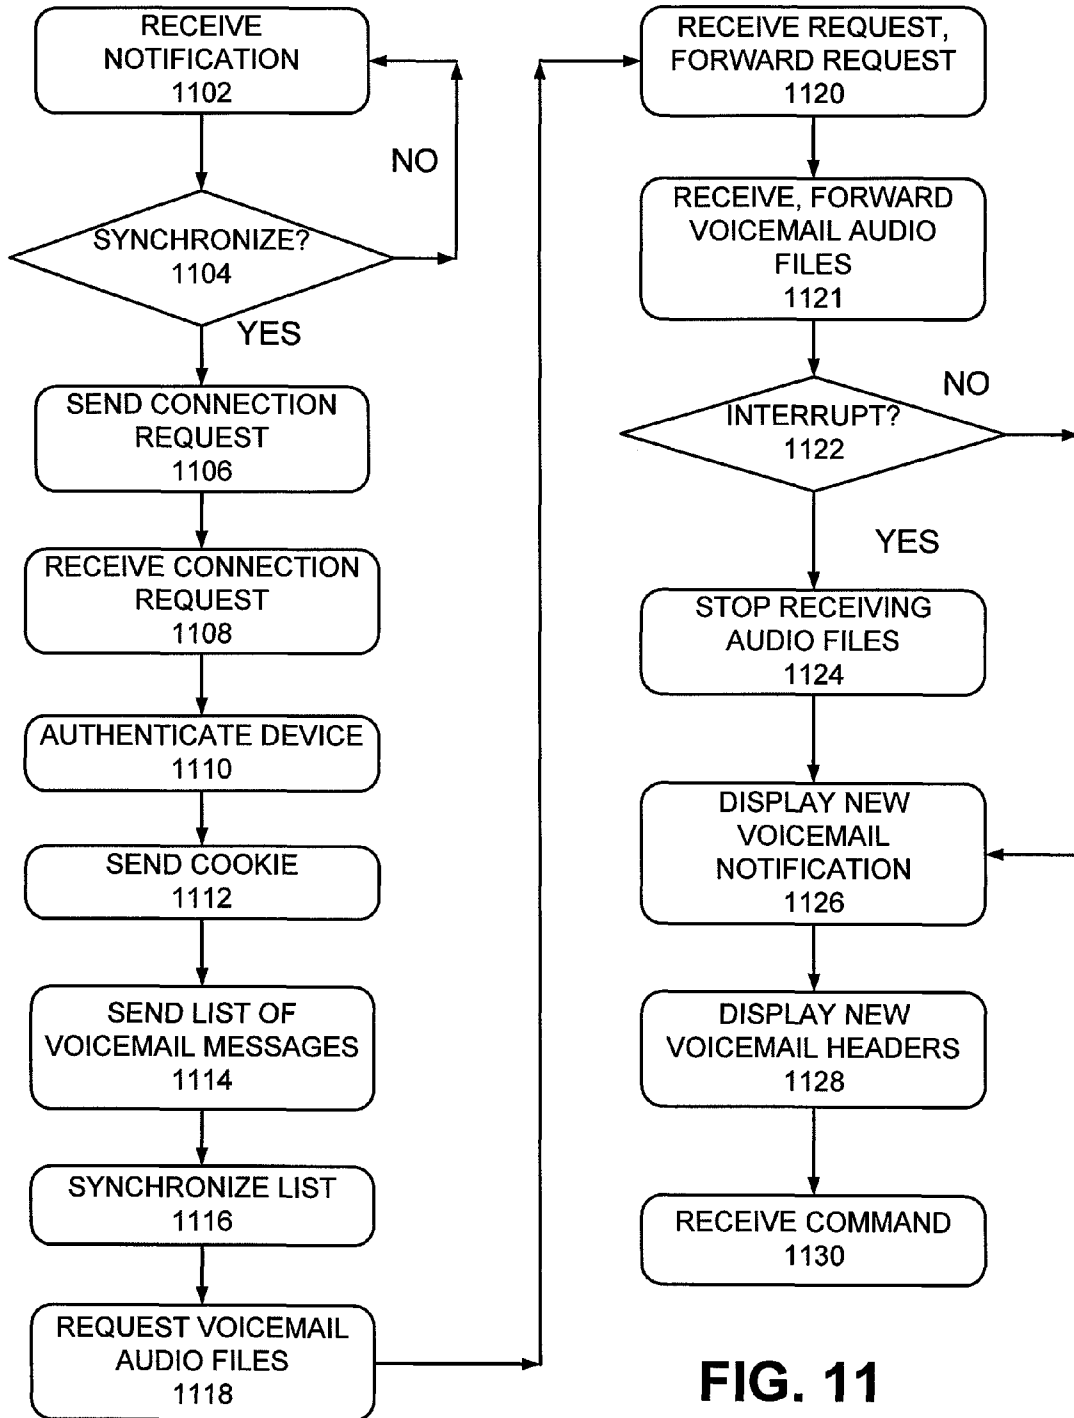 RECEIVE
NOTIFICATION
1102
NO
SYNCHRONIZE?
1104
YES
SEND CONNECTION
REQUEST
1106
RECEIVE CONNECTION
REQUEST
1108
AUTHENTICATE DEVICE
1110
SEND COOKIE
1112
SEND LIST OF
VOICEMAIL MESSAGES
1114
SYNCHRONIZE LIST
1116
REQUEST VOICEMAIL
AUDIO FILES
1118
RECEIVE REQUEST,
FORWARD REQUEST
1120
RECEIVE, FORWARD
VOICEMAIL AUDIO
FILES
1121
NO
INTERRUPT?
1122
YES
STOP RECEIVING
AUDIO FILES
1124
DISPLAY NEW
VOICEMAIL
NOTIFICATION
1126
DISPLAY NEW
VOICEMAIL HEADERS
1128
RECEIVE COMMAND
1130
FIG. 11